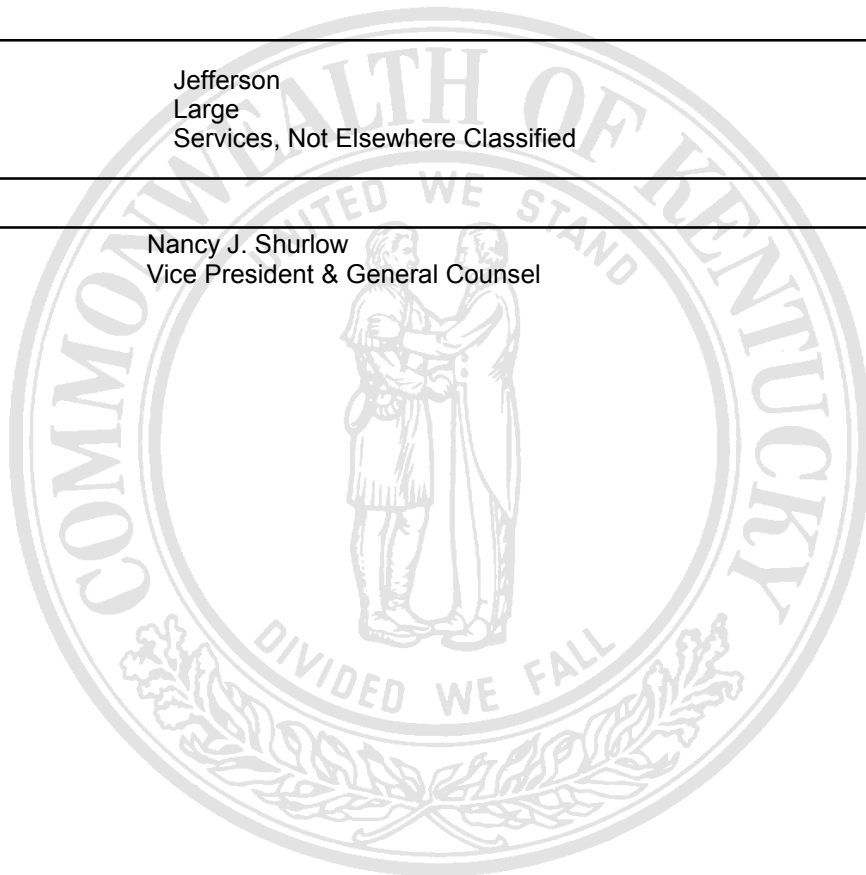 Jefferson
Large
Services, Not Elsewhere Classified
Nancy J. Shurlow
Vice President & General Counsel
COMMONWEALTH OF KENTUCKY
UNITED WE STAND
DIVIDED WE FALL